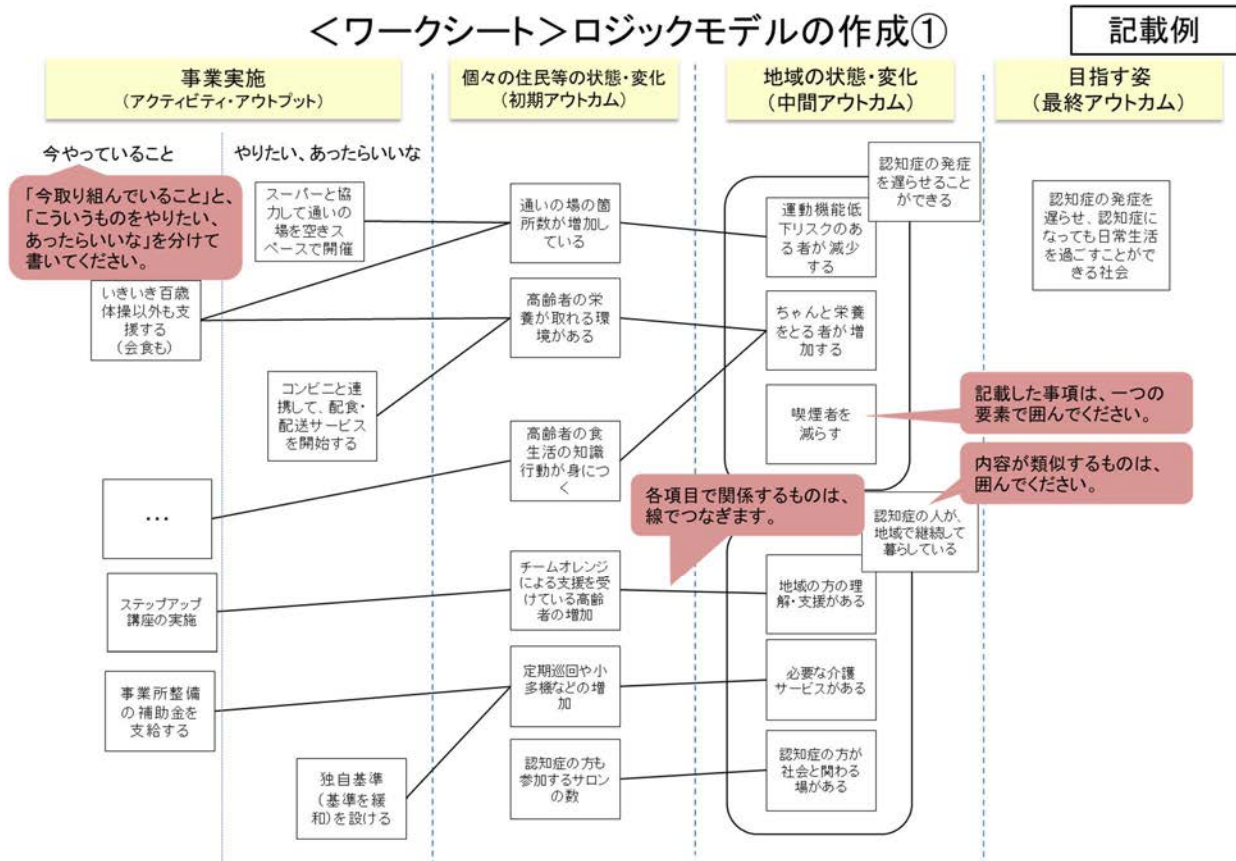 ＜ワークシート＞ロジックモデルの作成①
記載例
事業実施
（アクティビティ・アウトプット）
個々の住民等の状態・変化
（初期アウトカム）
地域の状態・変化
（中間アウトカム）
目指す姿
（最終アウトカム）
今やっていること
やりたい、あったらいいな
「今取り組んでいること」と、
「こういうものをやりたい、
あったらいいな」を分けて
書いてください。
いきいき百歳
体操以外も支
援する
（会食も）
…
ステップアップ
講座の実施
事業所整備
の補助金を
支給する
スーパーと協
力して通いの
場を空きス
ペースで開催
コンビニと連
携して、配食・
配送サービス
を開始する
独自基準
（基準を緩
和）を設ける
通いの場の箇
所数が増加し
ている
高齢者の栄
養が取れる環
境がある
高齢者の食
生活の知識
行動が身につ
く
チームオレンジ
による支援を受
けている高齢
者の増加
定期巡回や小
多機などの増
加
認知症の方も
参加するサロン
の数
認知症の発症
を遅らせること
ができる
運動機能低
下リスクのあ
る者が減少す
る
ちゃんと栄養
をとる者が増
加する
喫煙者を
減らす
各項目で関係するものは、
線でつなぎます。
認知症の人が、
地域で継続して
暮らしている
地域の方の理
解・支援がある
必要な介護
サービスがある
認知症の方が
社会と関わる
場がある
認知症の発症を
遅らせ、認知症に
なっても日常生活
を過ごすことがで
きる社会
記載した事項は、一つの
要素で囲んでください。
内容が類似するものは、
囲んでください。